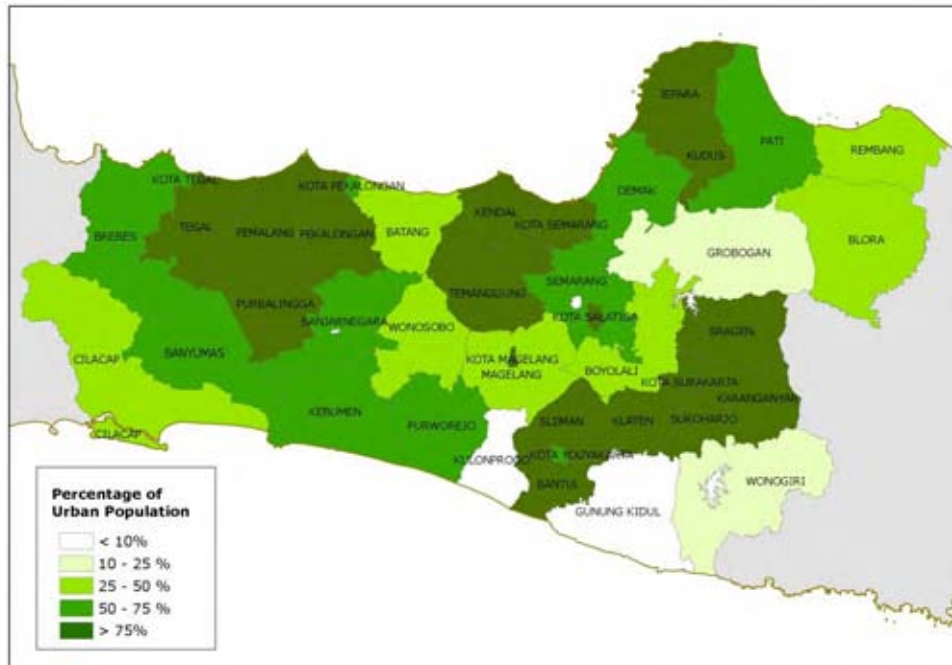 JEPARA
KUDUS
PATI
REMBANG
KOTA TEGAL
KOTA PEKALONGAN
DEMAK
BREBES
TEGAL
PEMALANG
PEKALONGAN
BATANG
KENDAL
KOTA SEMARANG
GROBOGAN
BLORA
SEMARANG
TEMANGGUNG
PURBALINGGA
BANJARNEGARA
WONOSOBO
KOTA SALATIGA
SRAGEN
CILACAP
BANYUMAS
KOTA MAGELANG
MAGELANG
BOYOLALI
KOTA SURAKARTA
KARANGANYAR
KEBUMEN
PURWOREJO
SLEMAN
KLATEN
SUKOHARJO
CILACAP
KULONPROGO
KOTA YOGYAKARTA
BANTUL
WONOGIRI
GUNUNG KIDUL
Percentage of
Urban Population
< 10%
10 - 25 %
25 - 50 %
50 - 75 %
> 75%